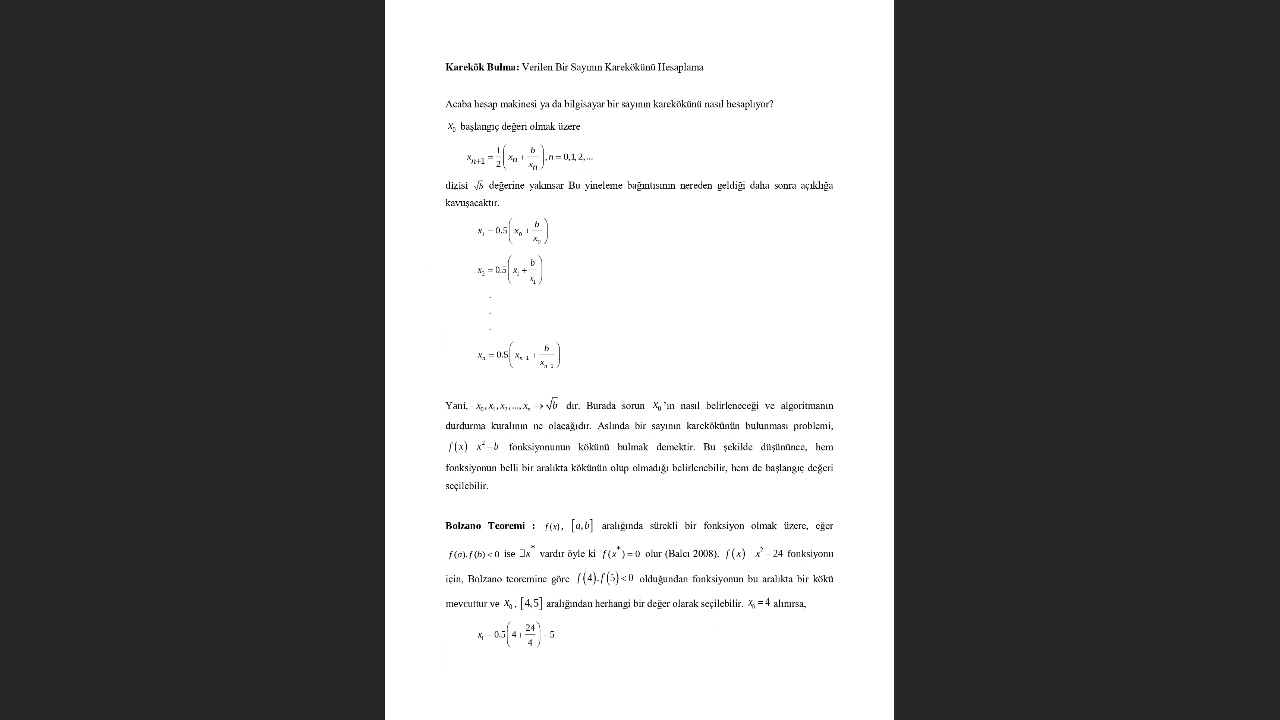 Karekök Bulma: Verilen Bir Sayının Karekökünü Hesaplama
Acaba hesap makinesi ya da bilgisayar bir sayının karekökünü nasıl hesaplıyor?
x₀ başlangıç değeri olmak üzere
xₙ₊₁ = 1/2 ( xₙ + b/xₙ ), n = 0,1,2,...
dizisi √b değerine yakınsar Bu yineleme bağıntısının nereden geldiği daha sonra açıklığa
kavuşacaktır.
x₁ = 0.5 ( x₀ + b/x₀ )
x₂ = 0.5 ( x₁ + b/x₁ )
.
.
.
xₙ = 0.5 ( xₙ₋₁ + b/xₙ₋₁ )
Yani, x₀, x₁, x₂, ..., xₙ → √b dır. Burada sorun x₀'ın nasıl belirleneceği ve algoritmanın
durdurma kuralının ne olacağıdır. Aslında bir sayının karekökünün bulunması problemi,
f(x) = x² − b fonksiyonunun kökünü bulmak demektir. Bu şekilde düşününce, hem
fonksiyonun belli bir aralıkta kökünün olup olmadığı belirlenebilir, hem de başlangıç değeri
seçilebilir.
Bolzano Teoremi : f(x), [a,b] aralığında sürekli bir fonksiyon olmak üzere, eğer
f(a).f(b) < 0 ise ∃x* vardır öyle ki f(x*) = 0 olur (Balcı 2008). f(x) = x² − 24 fonksiyonu
için, Bolzano teoremine göre f(4).f(5) < 0 olduğundan fonksiyonun bu aralıkta bir kökü
mevcuttur ve x₀, [4,5] aralığından herhangi bir değer olarak seçilebilir. x₀ = 4 alınırsa,
x₁ = 0.5 ( 4 + 24/4 ) = 5